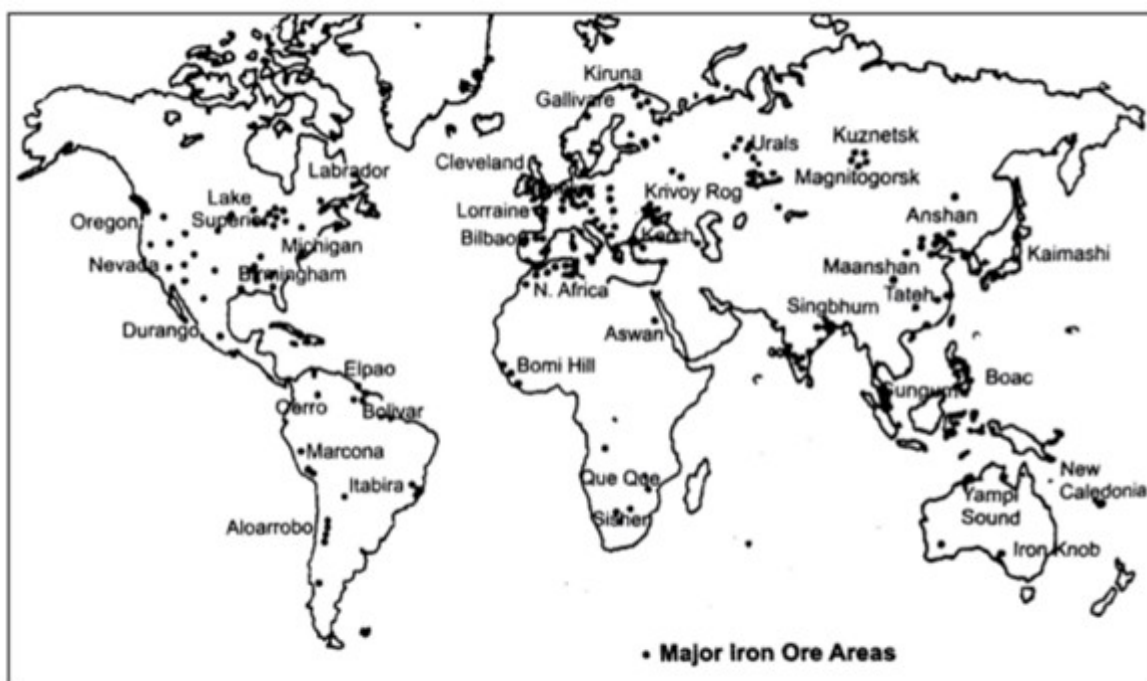 Kiruna
Gallivare
Urals
Kuznetsk
Cleveland
Labrador
Magnitogorsk
Krivoy Rog
Lake
Superio
Lorraine
Oregon
Anshan
Michigan
Bilbao
Kerch
Kaimashi
Nevada
Birmingham
Maanshan
N. Africa
Tateh
Singbhum
Durango
Aswan
Elpao
Bomi Hill
Boac
Cerro
Bolivar
Marcona
Que Que
New
Caledonia
Itabira
Yampi
Sound
Aloarrobo
Sishen
Iron Knob
• Major Iron Ore Areas